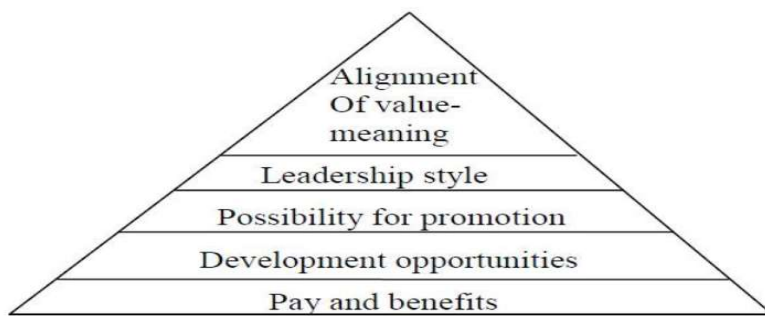 Alignment
Of value-
meaning
Leadership style
Possibility for promotion
Development opportunities
Pay and benefits